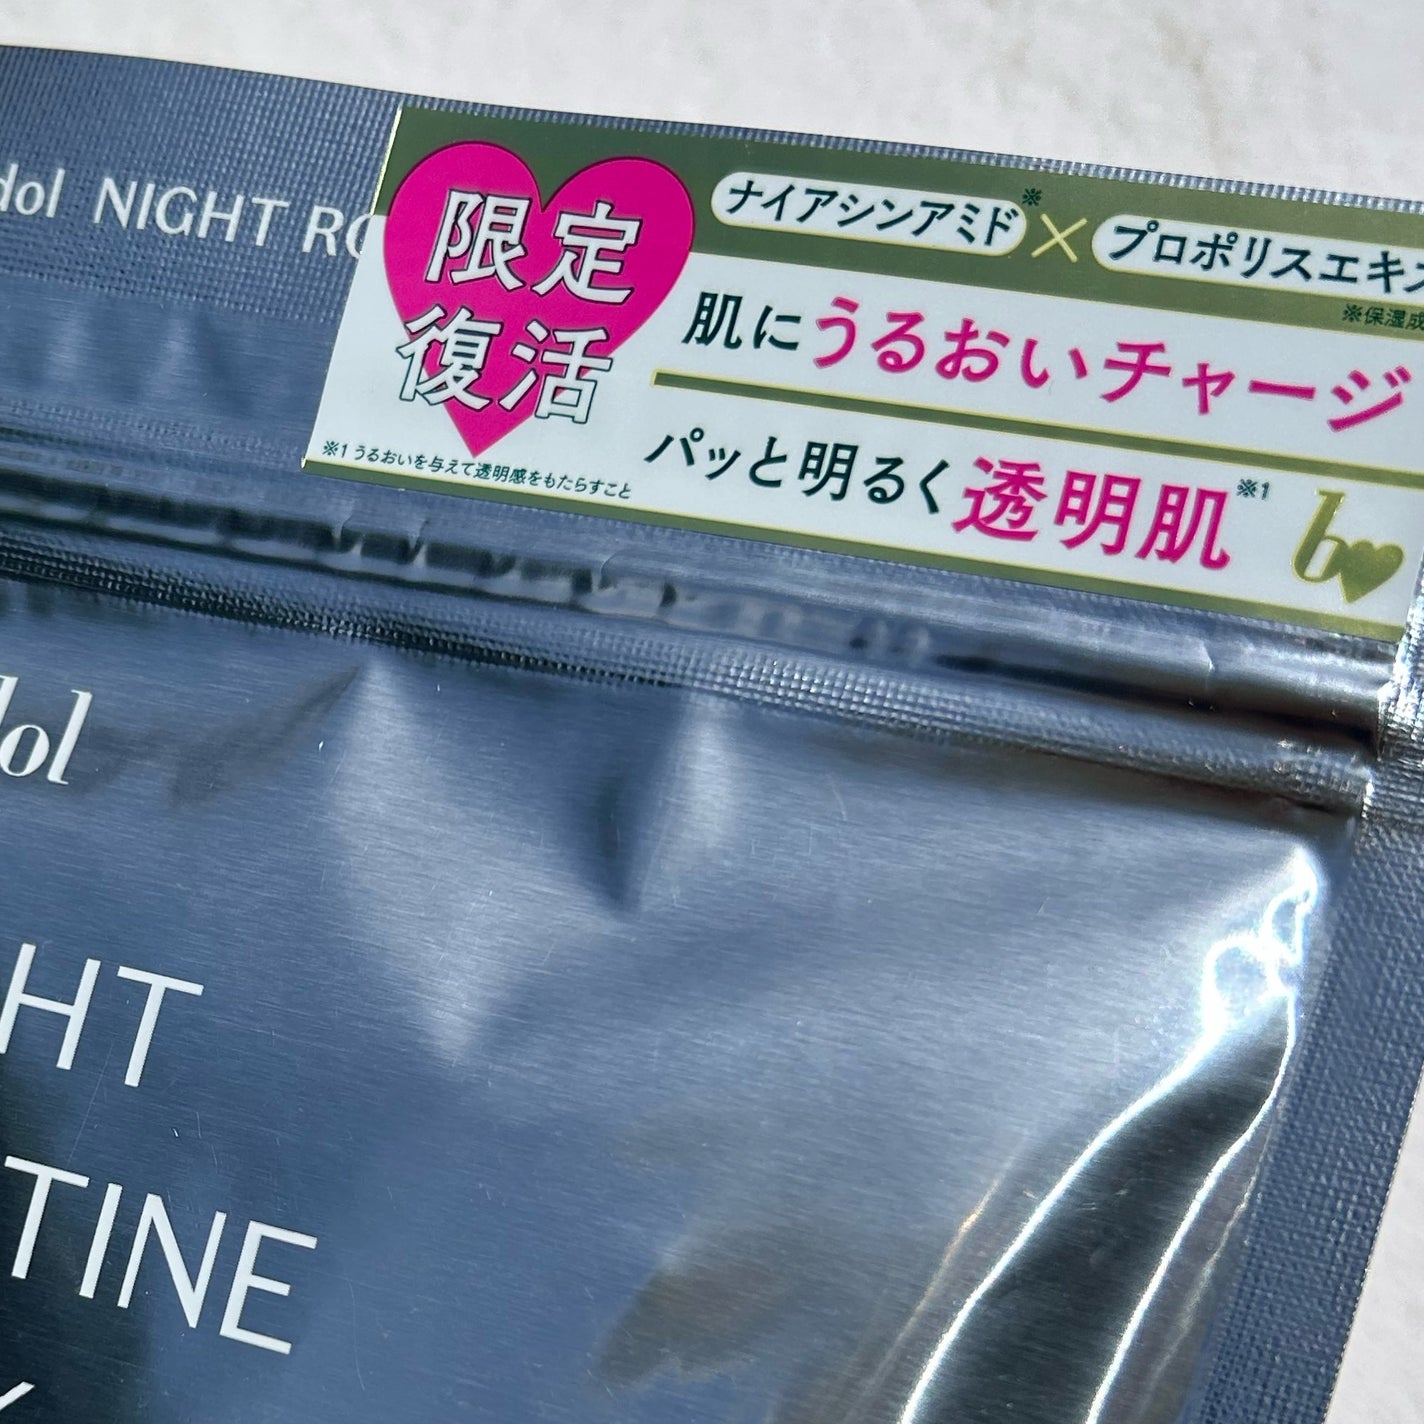 dol NIGHT RO
限定
復活
ナイアシンアミド※×プロポリスエキス
※保湿成
肌にうるおいチャージ
パッと明るく透明肌※1
※1 うるおいを与えて透明感をもたらすこと
b
dol
HT
TINE